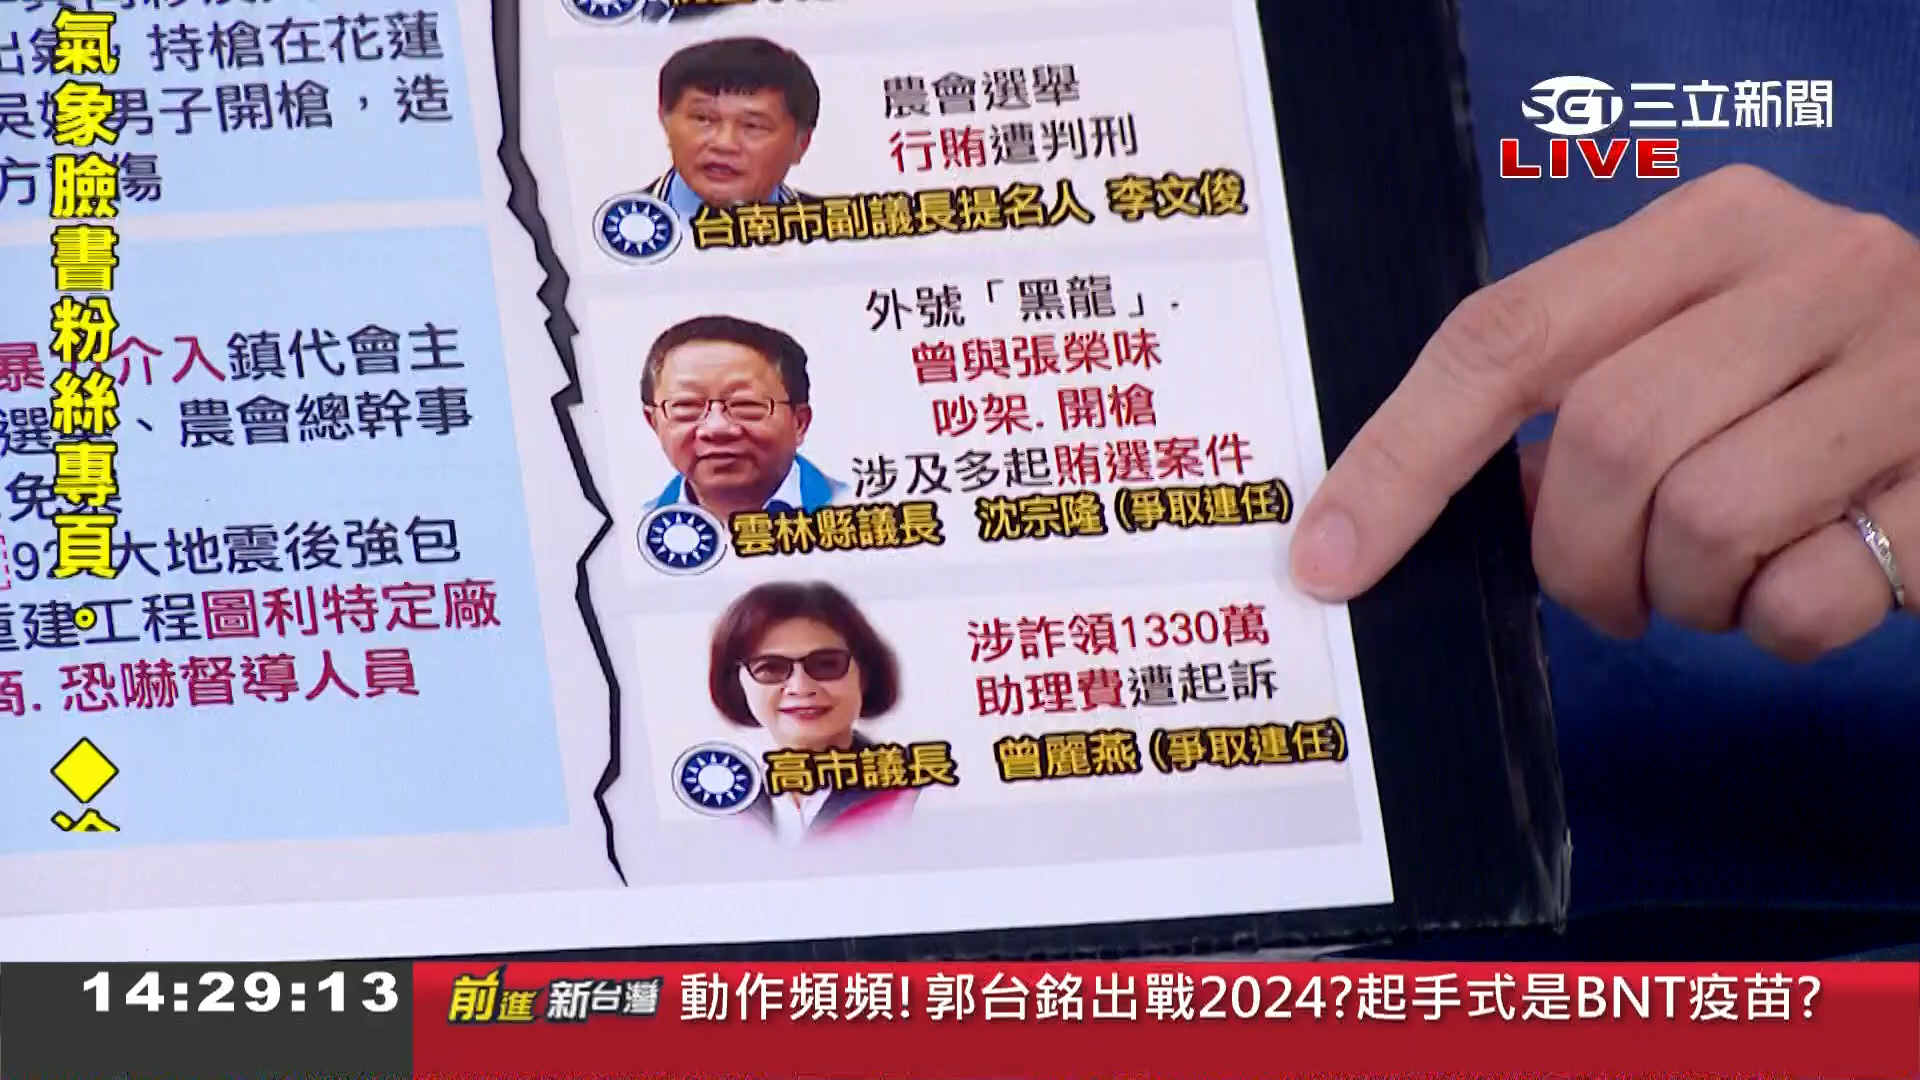 氣象臉書粉絲專頁。◆
持槍在花蓮
男子開槍，造
傷
介入鎮代會主
、農會總幹事
大地震後強包
重建工程圖利特定廠
商.恐嚇督導人員
農會選舉
行賄遭判刑
台南市副議長提名人 李文俊
外號「黑龍」.
曾與張榮味
吵架.開槍
涉及多起賄選案件
雲林縣議長 沈宗隆(爭取連任)
涉詐領1330萬
助理費遭起訴
高市議長 曾麗燕(爭取連任)
SET三立新聞
LIVE
14:29:13
前進新台灣 動作頻頻!郭台銘出戰2024?起手式是BNT疫苗?